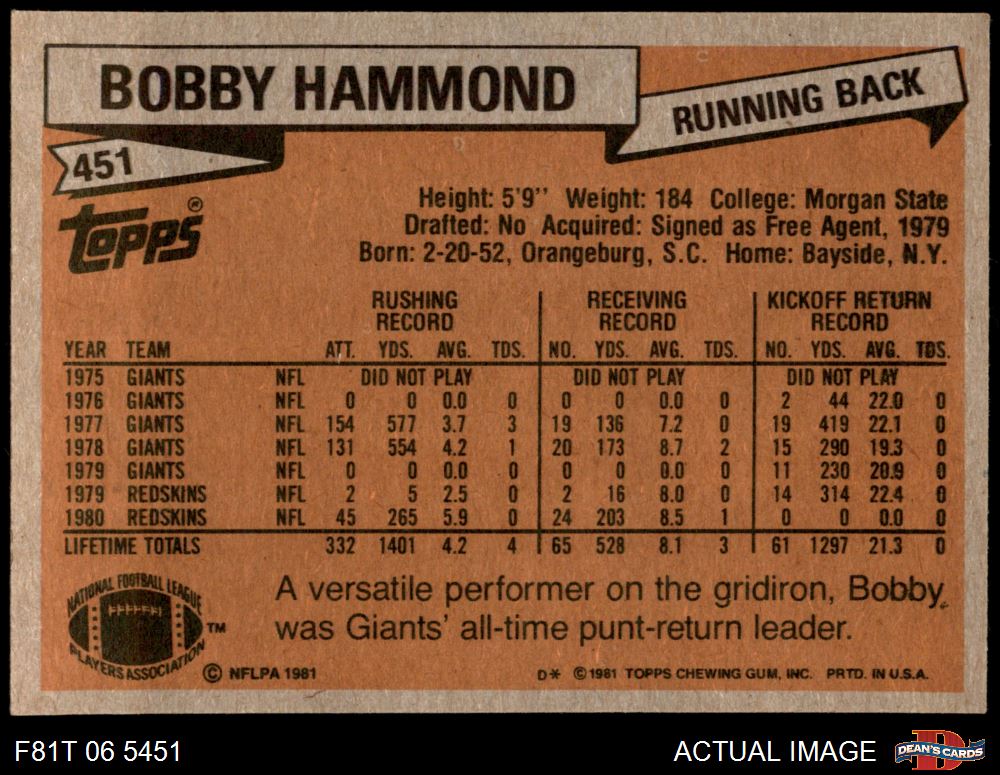 BOBBY HAMMOND
RUNNING BACK
451
TOPPS®
Height: 5'9'' Weight: 184 College: Morgan State
Drafted: No Acquired: Signed as Free Agent, 1979
Born: 2-20-52, Orangeburg, S.C. Home: Bayside, N.Y.
RUSHING RECORD RECEIVING RECORD KICKOFF RETURN RECORD
YEAR TEAM ATT. YDS. AVG. TDS. NO. YDS. AVG. TDS. NO. YDS. AVG. TDS.
1975 GIANTS NFL DID NOT PLAY DID NOT PLAY DID NOT PLAY
1976 GIANTS NFL 0 0 0.0 0 0 0 0.0 0 2 44 22.0 0
1977 GIANTS NFL 154 577 3.7 3 19 136 7.2 0 19 419 22.1 0
1978 GIANTS NFL 131 554 4.2 1 20 173 8.7 2 15 290 19.3 0
1979 GIANTS NFL 0 0 0.0 0 0 0 0.0 0 11 230 20.9 0
1979 REDSKINS NFL 2 5 2.5 0 2 16 8.0 0 14 314 22.4 0
1980 REDSKINS NFL 45 265 5.9 0 24 203 8.5 1 0 0 0.0 0
LIFETIME TOTALS 332 1401 4.2 4 65 528 8.1 3 61 1297 21.3 0
A versatile performer on the gridiron, Bobby
was Giants' all-time punt-return leader.
NATIONAL FOOTBALL LEAGUE
PLAYERS ASSOCIATION
TM
© NFLPA 1981
D* © 1981 TOPPS CHEWING GUM, INC. PRTD. IN U.S.A.
F81T 06 5451
ACTUAL IMAGE
DEAN'S CARDS